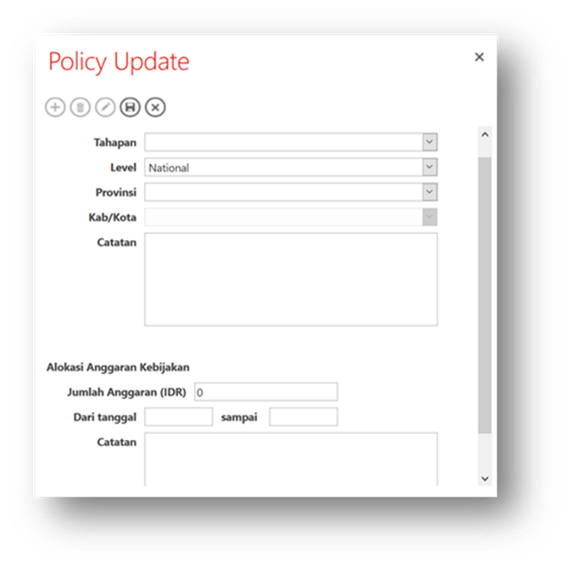 Policy Update
Tahapan
Level National
Provinsi
Kab/Kota
Catatan
Alokasi Anggaran Kebijakan
Jumlah Anggaran (IDR) 0
Dari tanggal sampai
Catatan